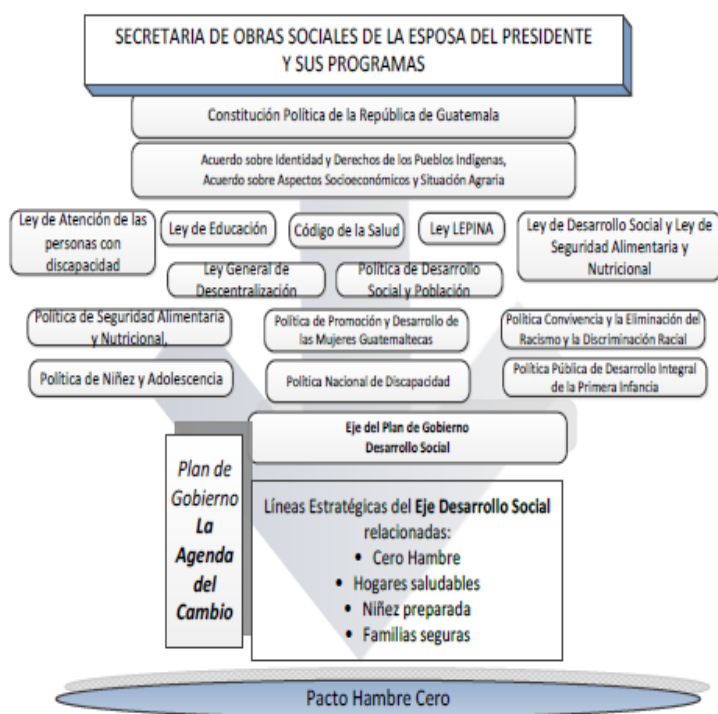 SECRETARIA DE OBRAS SOCIALES DE LA ESPOSA DEL PRESIDENTE
Y SUS PROGRAMAS
Constitución Política de la República de Guatemala
Acuerdo sobre Identidad y Derechos de los Pueblos Indígenas,
Acuerdo sobre Aspectos Socioeconómicos y Situación Agraria
Ley de Atención de las
personas con
discapacidad
Ley de Educación
Código de la Salud
Ley LEPINA
Ley de Desarrollo Social y Ley de
Seguridad Alimentaria y
Nutricional
Ley General de
Descentralización
Política de Desarrollo
Social y Población
Política de Seguridad Alimentaria
y Nutricional,
Política de Promoción y Desarrollo de
las Mujeres Guatemaltecas
Política Convivencia y la Eliminación del
Racismo y la Discriminación Racial
Política de Niñez y Adolescencia
Política Nacional de Discapacidad
Política Pública de Desarrollo Integral
de la Primera Infancia
Eje del Plan de Gobierno
Desarrollo Social
Plan de
Gobierno
La
Agenda
del
Cambio
Líneas Estratégicas del Eje Desarrollo Social
relacionadas:
• Cero Hambre
• Hogares saludables
• Niñez preparada
• Familias seguras
Pacto Hambre Cero